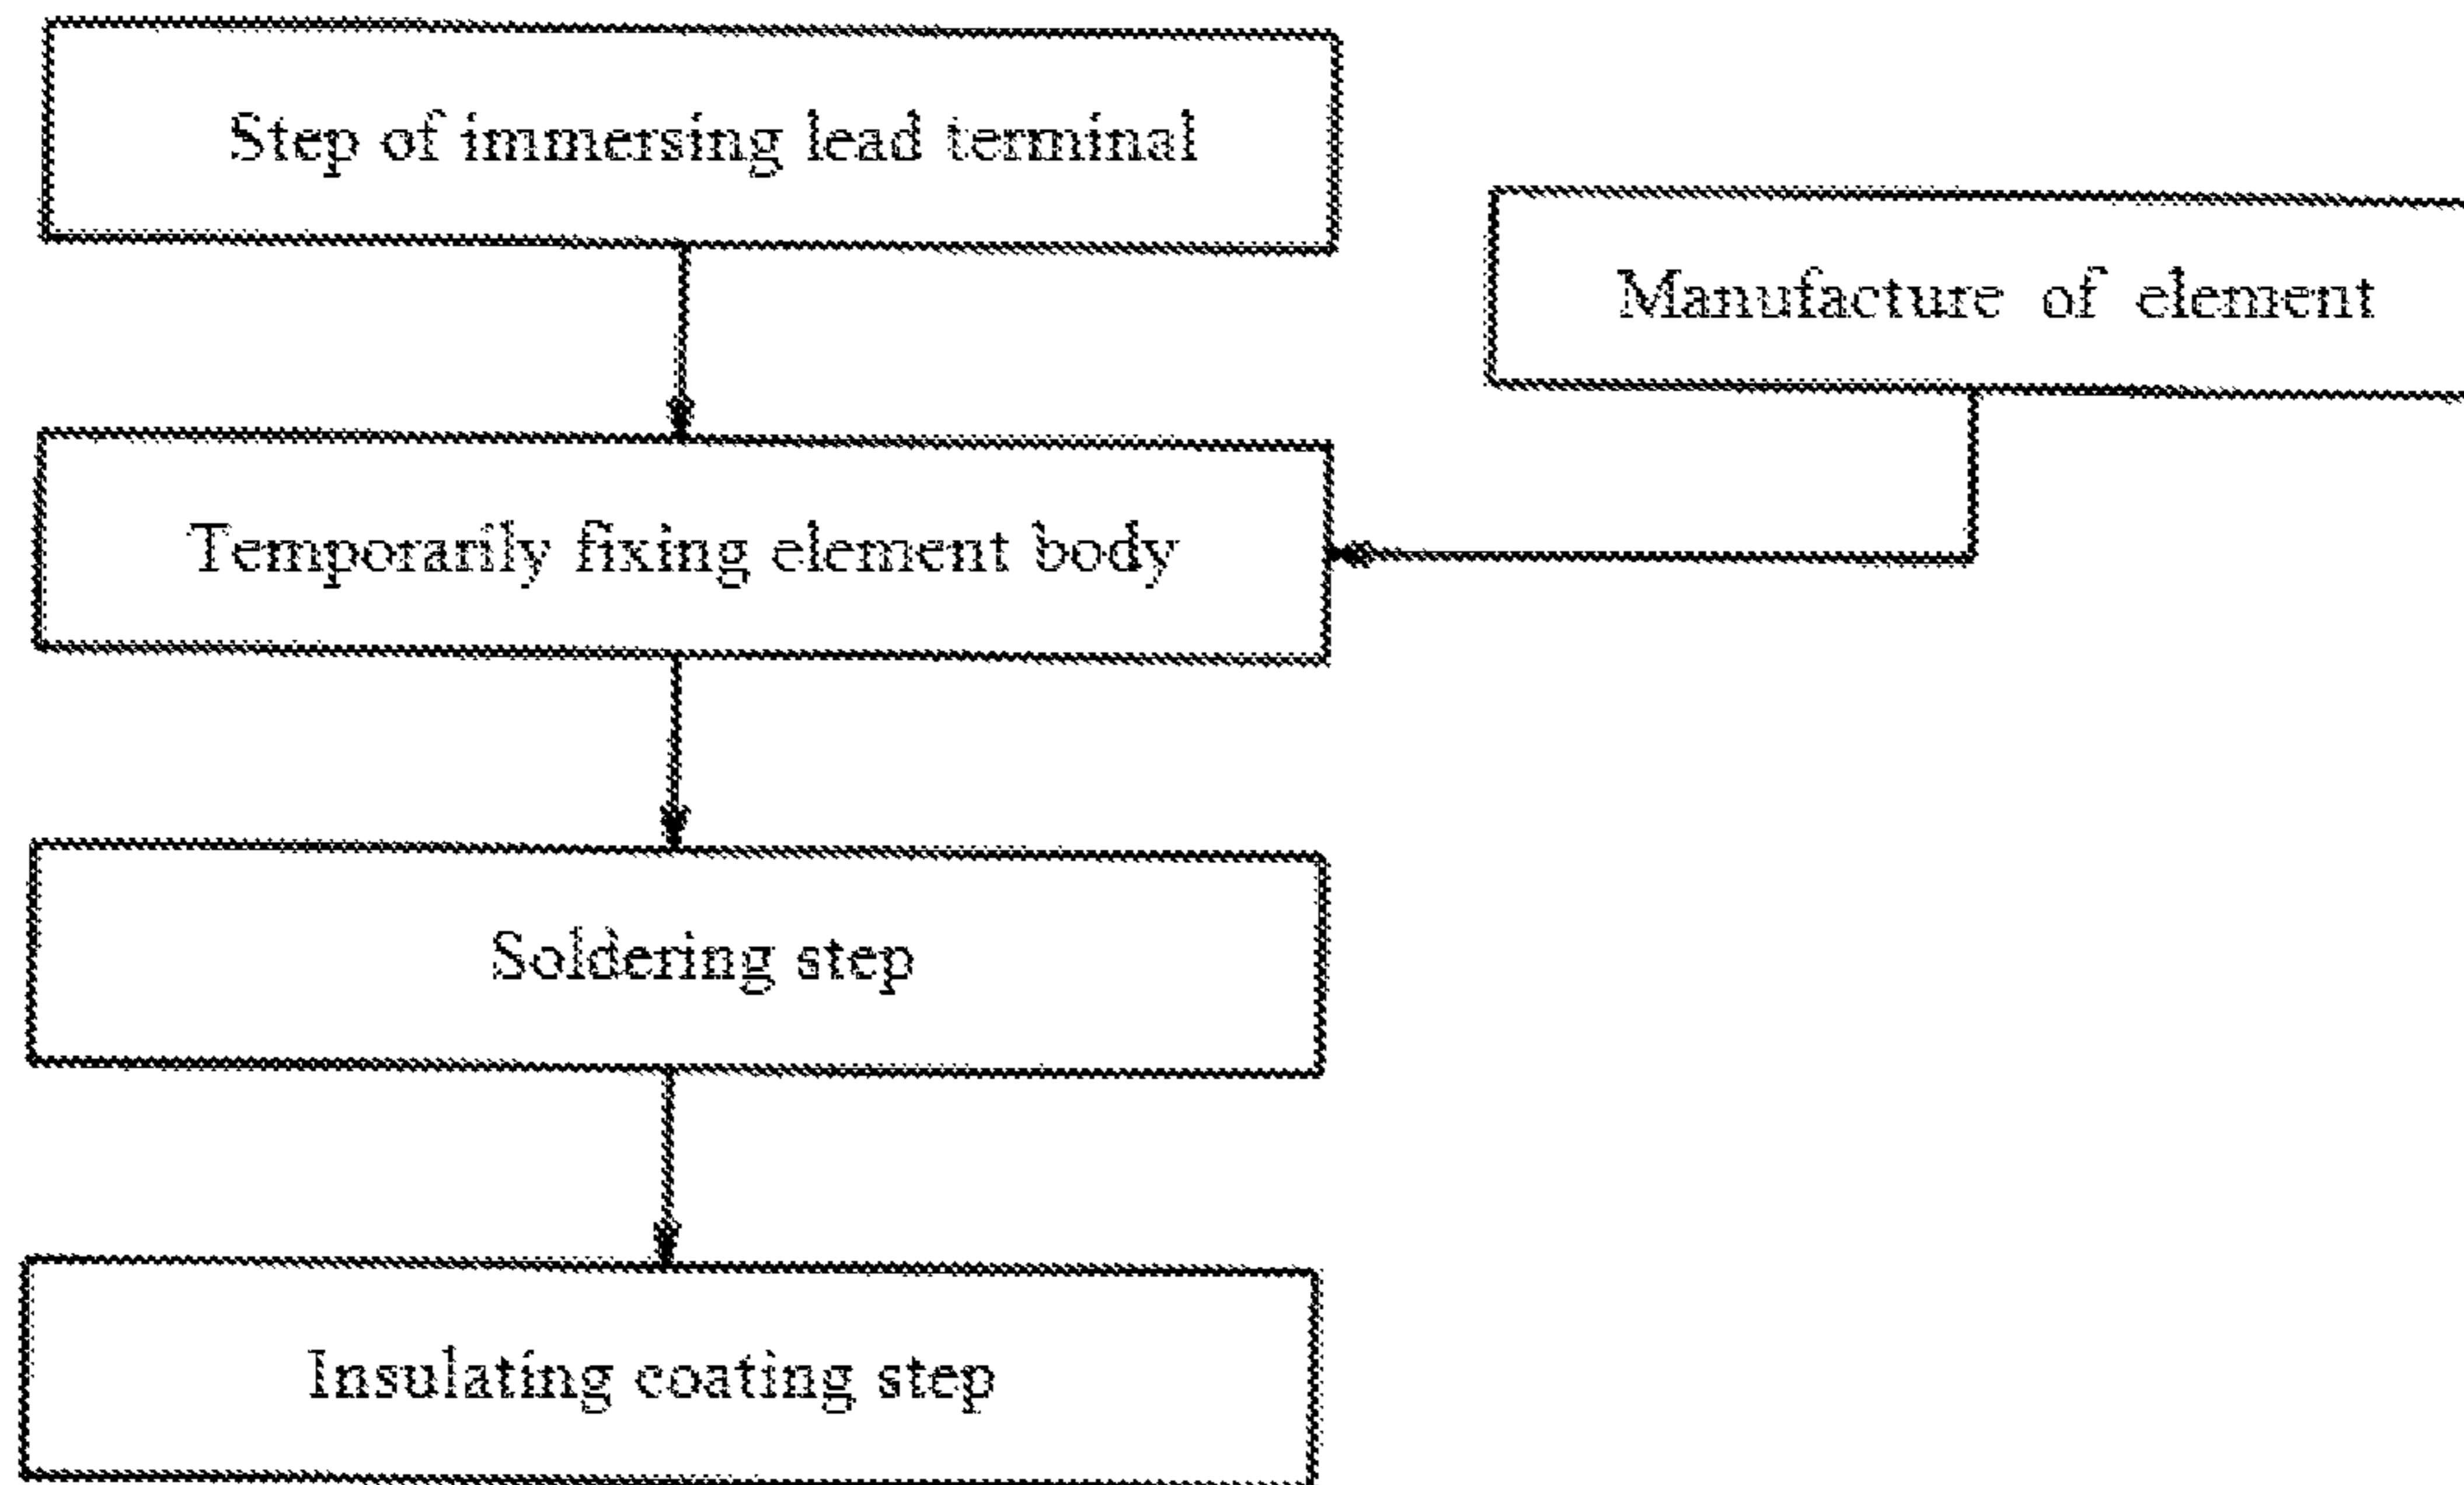 Step of immersing lead terminal
Manufacture of element
Temporarily fixing element body
Soldering step
Insulating coating step